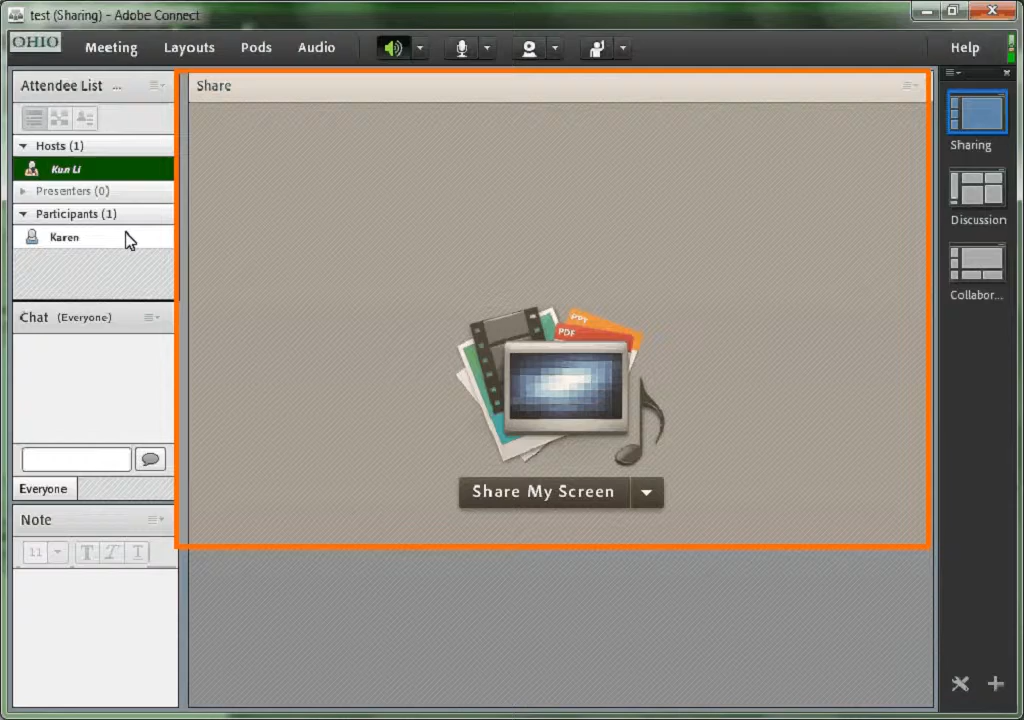 test (Sharing) - Adobe Connect
OHIO
Meeting Layouts Pods Audio Help
Attendee List ...
Share
Hosts (1)
Kun Li
Presenters (0)
Participants (1)
Karen
Sharing
Discussion
Collabor...
Chat (Everyone)
PPT
PDF
Everyone
Share My Screen
Note
11 T T T